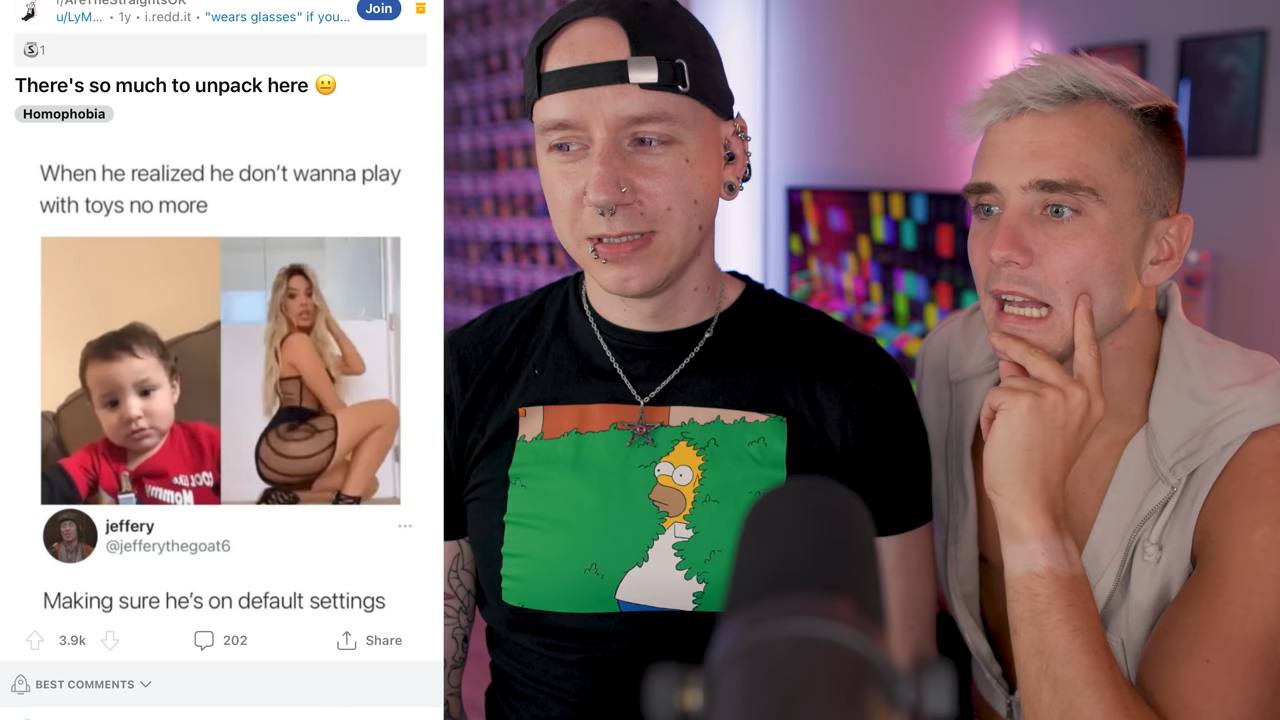 r/AreTheStraightsOK
u/LyM... • 1y • i.redd.it • "wears glasses" if you...
Join
1
There's so much to unpack here 😐
Homophobia
When he realized he don't wanna play
with toys no more
jeffery
@jefferythegoat6
Making sure he's on default settings
3.9k
202
Share
BEST COMMENTS